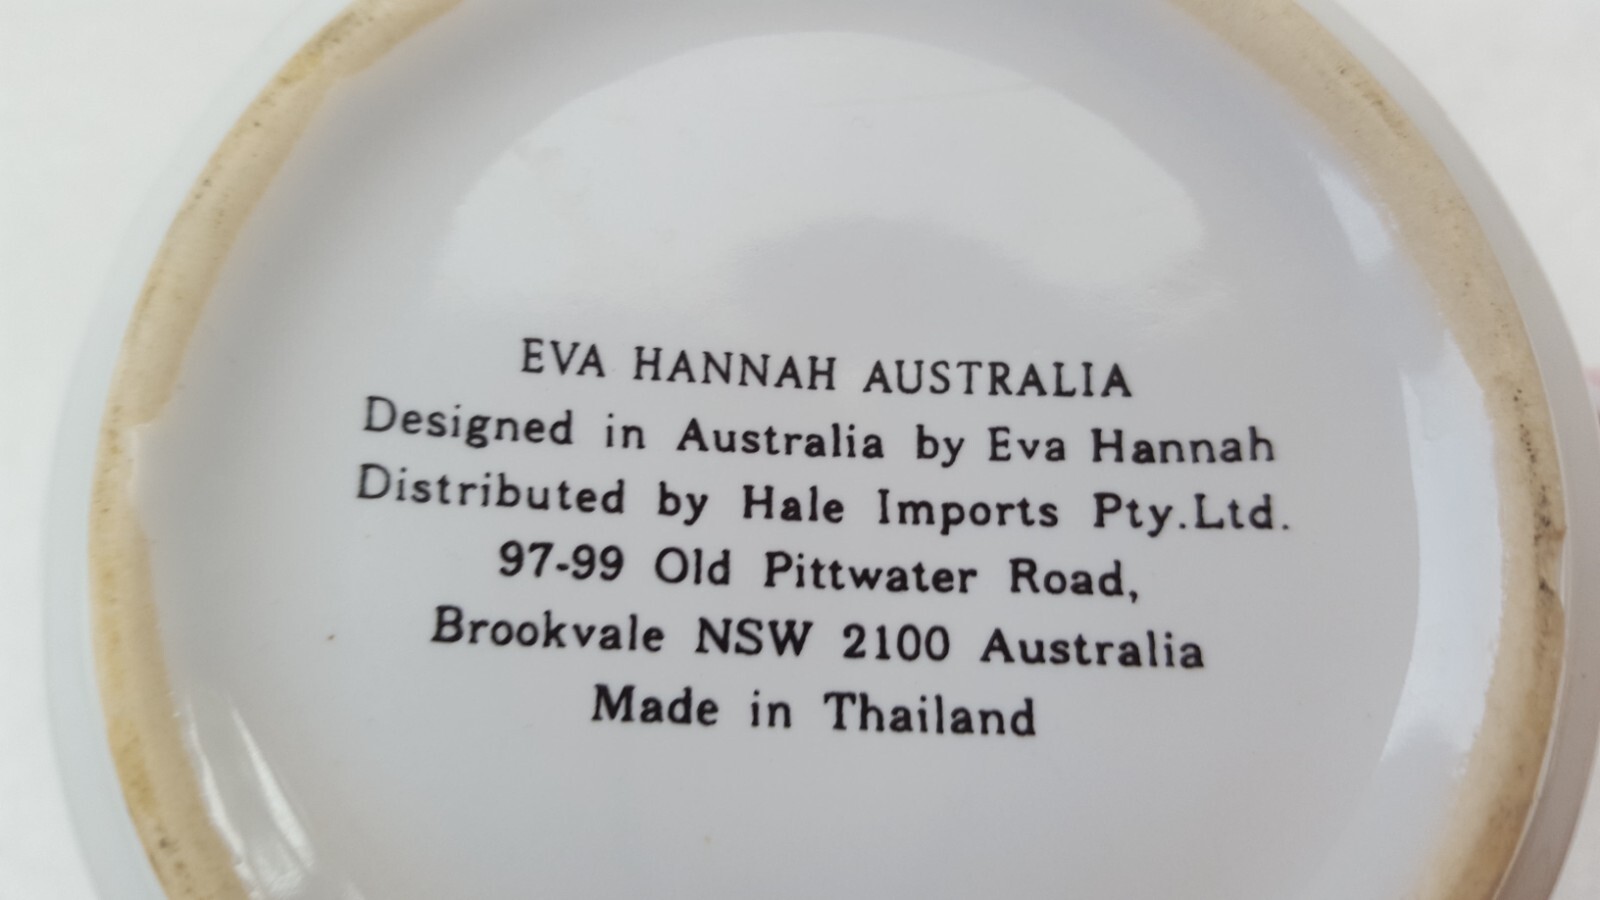 EVA HANNAH AUSTRALIA
Designed in Australia by Eva Hannah
Distributed by Hale Imports Pty.Ltd.
97-99 Old Pittwater Road,
Brookvale NSW 2100 Australia
Made in Thailand